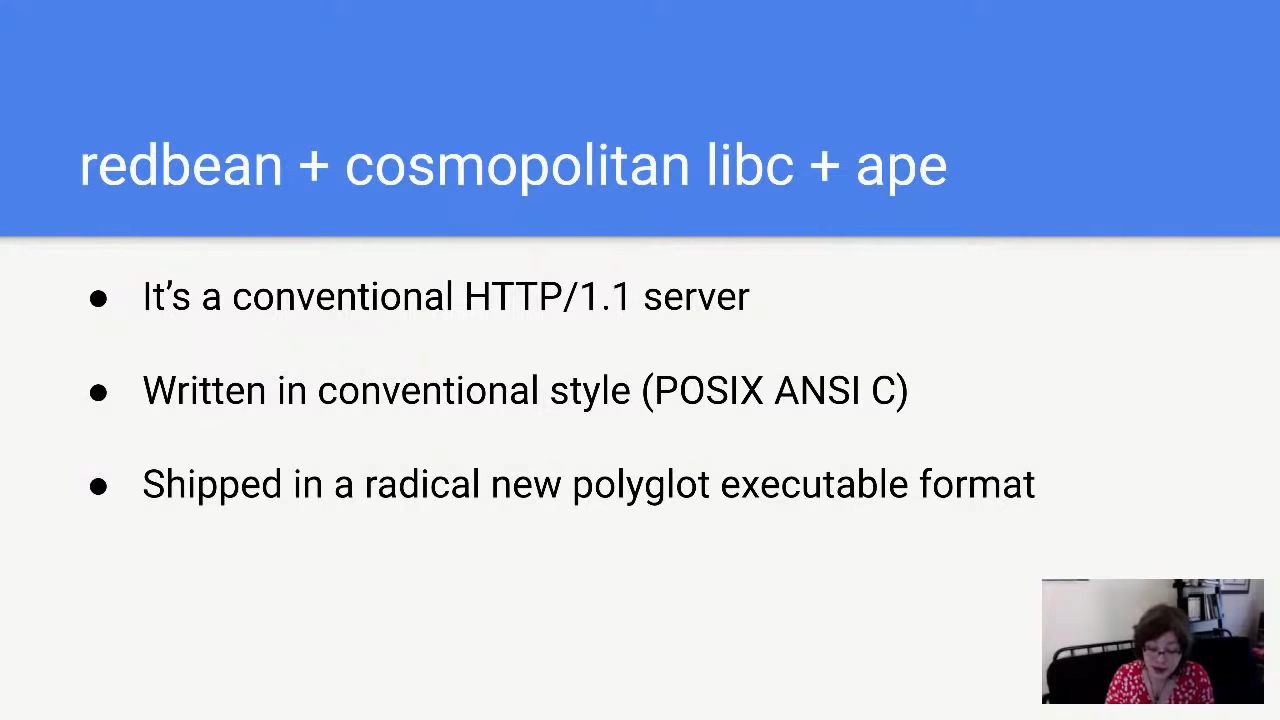 redbean + cosmopolitan libc + ape
● It’s a conventional HTTP/1.1 server
● Written in conventional style (POSIX ANSI C)
● Shipped in a radical new polyglot executable format